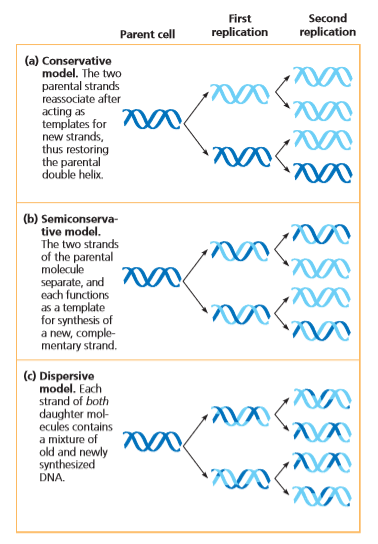 First Second
Parent cell replication replication
(a) Conservative
model. The two
parental strands
reassociate after
acting as
templates for
new strands,
thus restoring
the parental
double helix.
(b) Semiconserva-
tive model.
The two strands
of the parental
molecule
separate, and
each functions
as a template
for synthesis of
a new, comple-
mentary strand.
(c) Dispersive
model. Each
strand of both
daughter mol-
ecules contains
a mixture of
old and newly
synthesized
DNA.